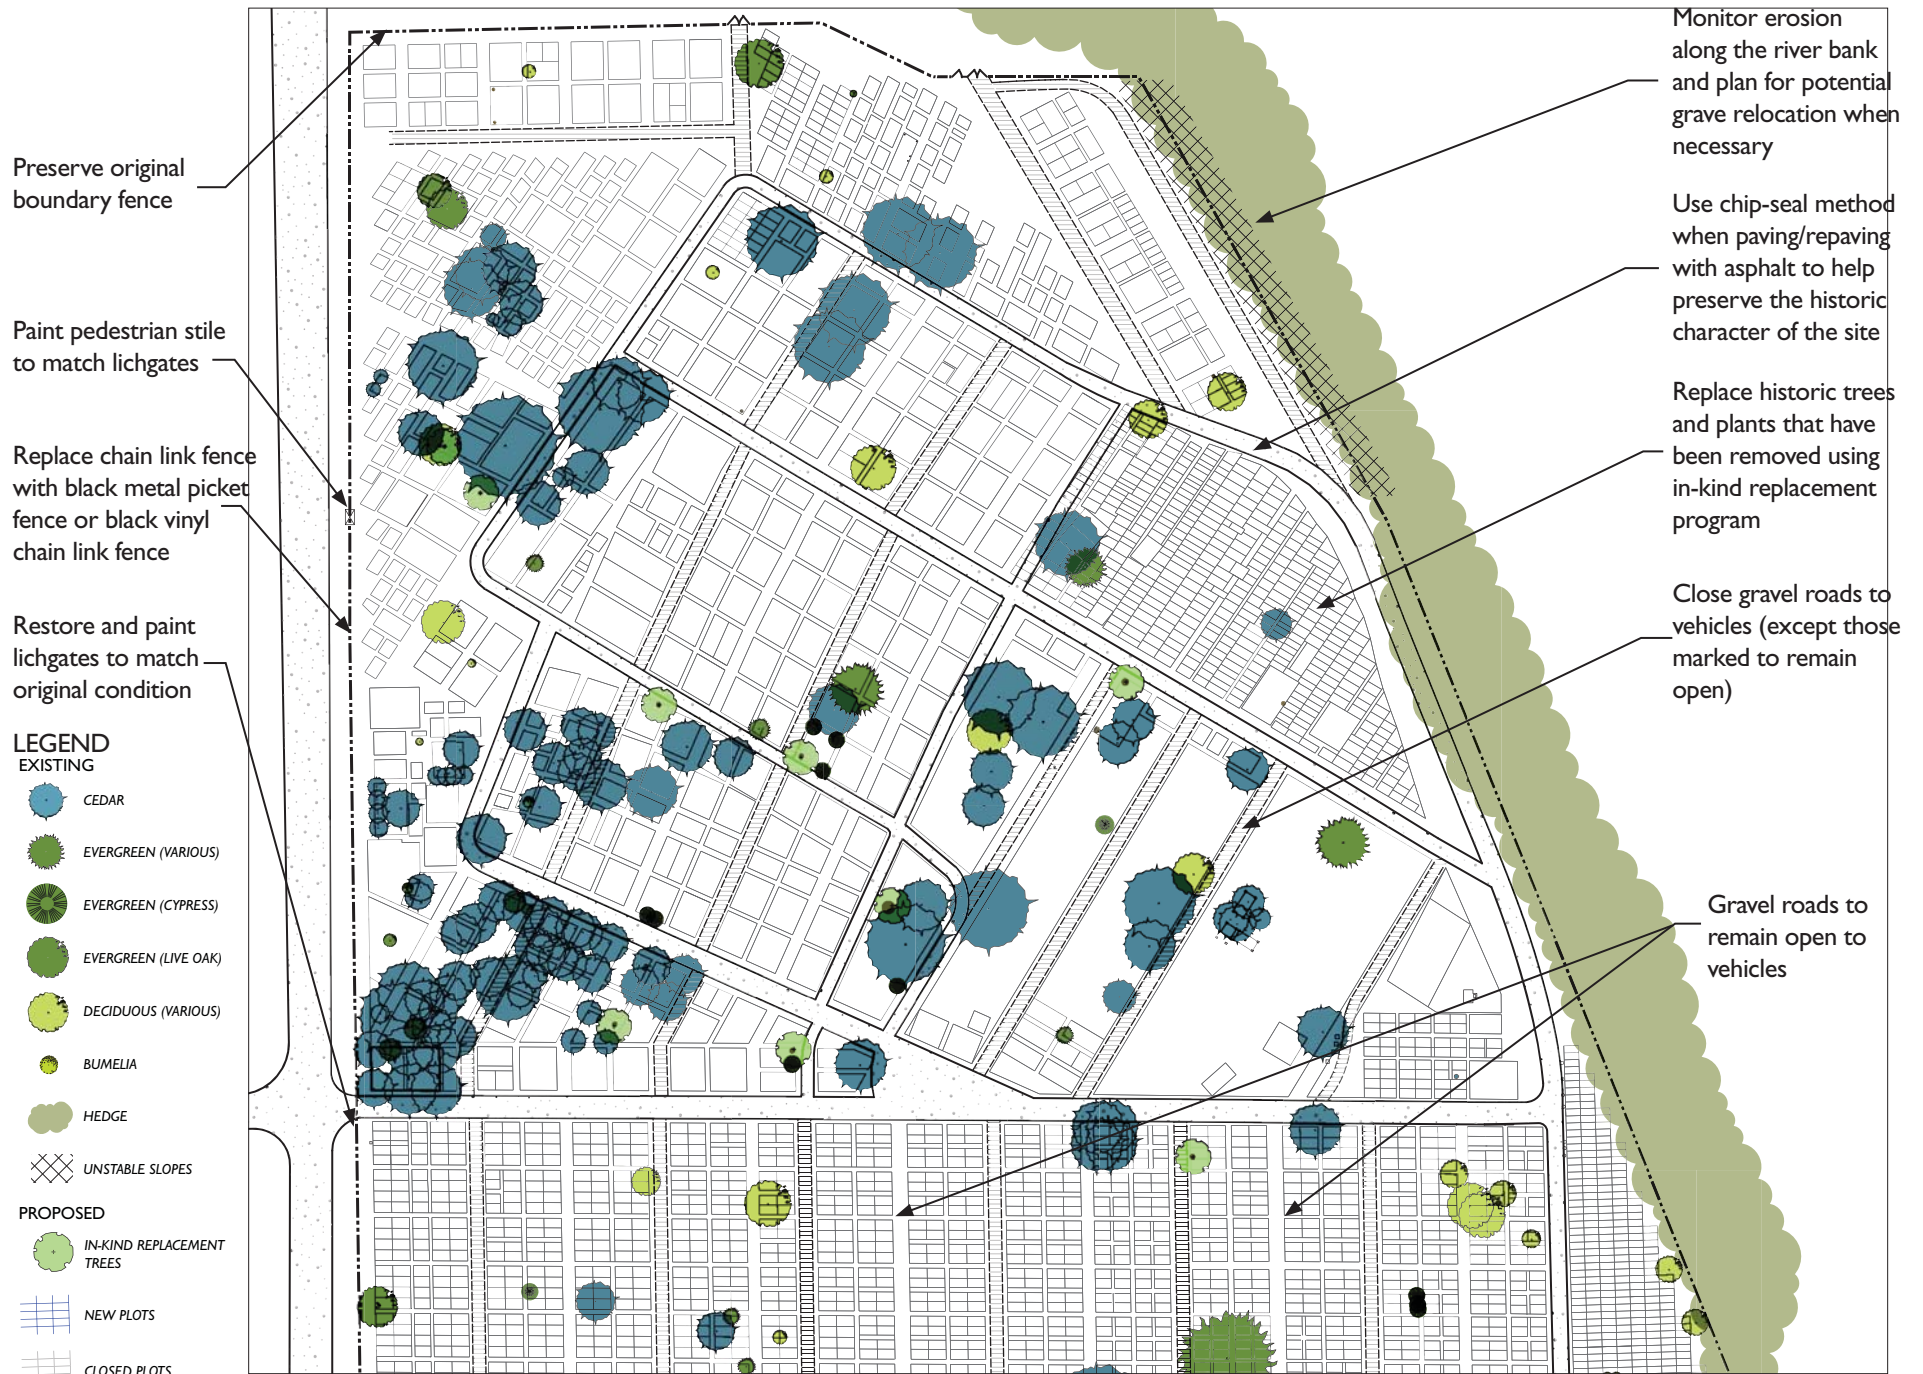 Preserve original
boundary fence
Paint pedestrian stile
to match lichgates
Replace chain link fence
with black metal picket
fence or black vinyl
chain link fence
Restore and paint
lichgates to match
original condition
LEGEND
EXISTING
CEDAR
EVERGREEN (VARIOUS)
EVERGREEN (CYPRESS)
EVERGREEN (LIVE OAK)
DECIDUOUS (VARIOUS)
BUMELIA
HEDGE
UNSTABLE SLOPES
PROPOSED
IN-KIND REPLACEMENT
TREES
NEW PLOTS
CLOSED PLOTS
Monitor erosion
along the river bank
and plan for potential
grave relocation when
necessary
Use chip-seal method
when paving/repaving
with asphalt to help
preserve the historic
character of the site
Replace historic trees
and plants that have
been removed using
in-kind replacement
program
Close gravel roads to
vehicles (except those
marked to remain
open)
Gravel roads to
remain open to
vehicles